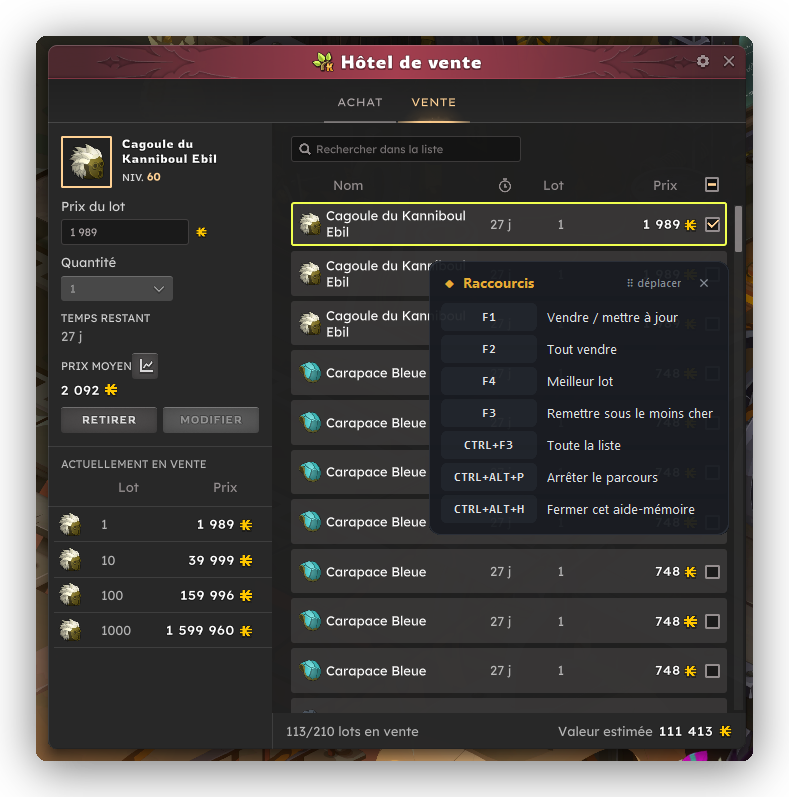 Hôtel de vente
ACHAT
VENTE
Cagoule du
Kanniboul Ebil
NIV. 60
Prix du lot
1 989
Quantité
1
TEMPS RESTANT
27 j
PRIX MOYEN
2 092
RETIRER
MODIFIER
ACTUELLEMENT EN VENTE
Lot Prix
1 1 989
10 39 999
100 159 996
1000 1 599 960
Rechercher dans la liste
Nom Lot Prix
Cagoule du Kanniboul
Ebil
27 j 1 1 989
Cagoule du Kanniboul
Ebil
Cagoule du Kanniboul
Ebil
Carapace Bleue 748
Carapace Bleue
Carapace Bleue
Carapace Bleue
Raccourcis
déplacer
F1 Vendre / mettre à jour
F2 Tout vendre
F4 Meilleur lot
F3 Remettre sous le moins cher
CTRL+F3 Toute la liste
CTRL+ALT+P Arrêter le parcours
CTRL+ALT+H Fermer cet aide-mémoire
Carapace Bleue 27 j 1 748
Carapace Bleue 27 j 1 748
Carapace Bleue 27 j 1 748
113/210 lots en vente
Valeur estimée 111 413